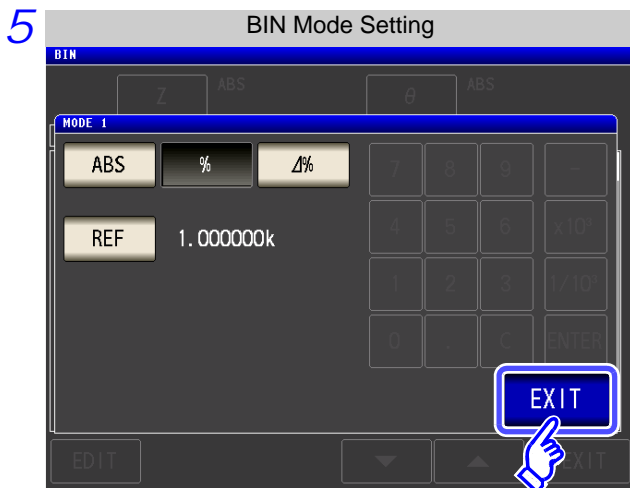 5 BIN Mode Setting
BIN
Z ABS θ ABS
MODE 1
ABS % Δ% 7 8 9 -
REF 1.000000k 4 5 6 x10³
1 2 3 1/10³
0 . C ENTER
EXIT
EDIT EXIT